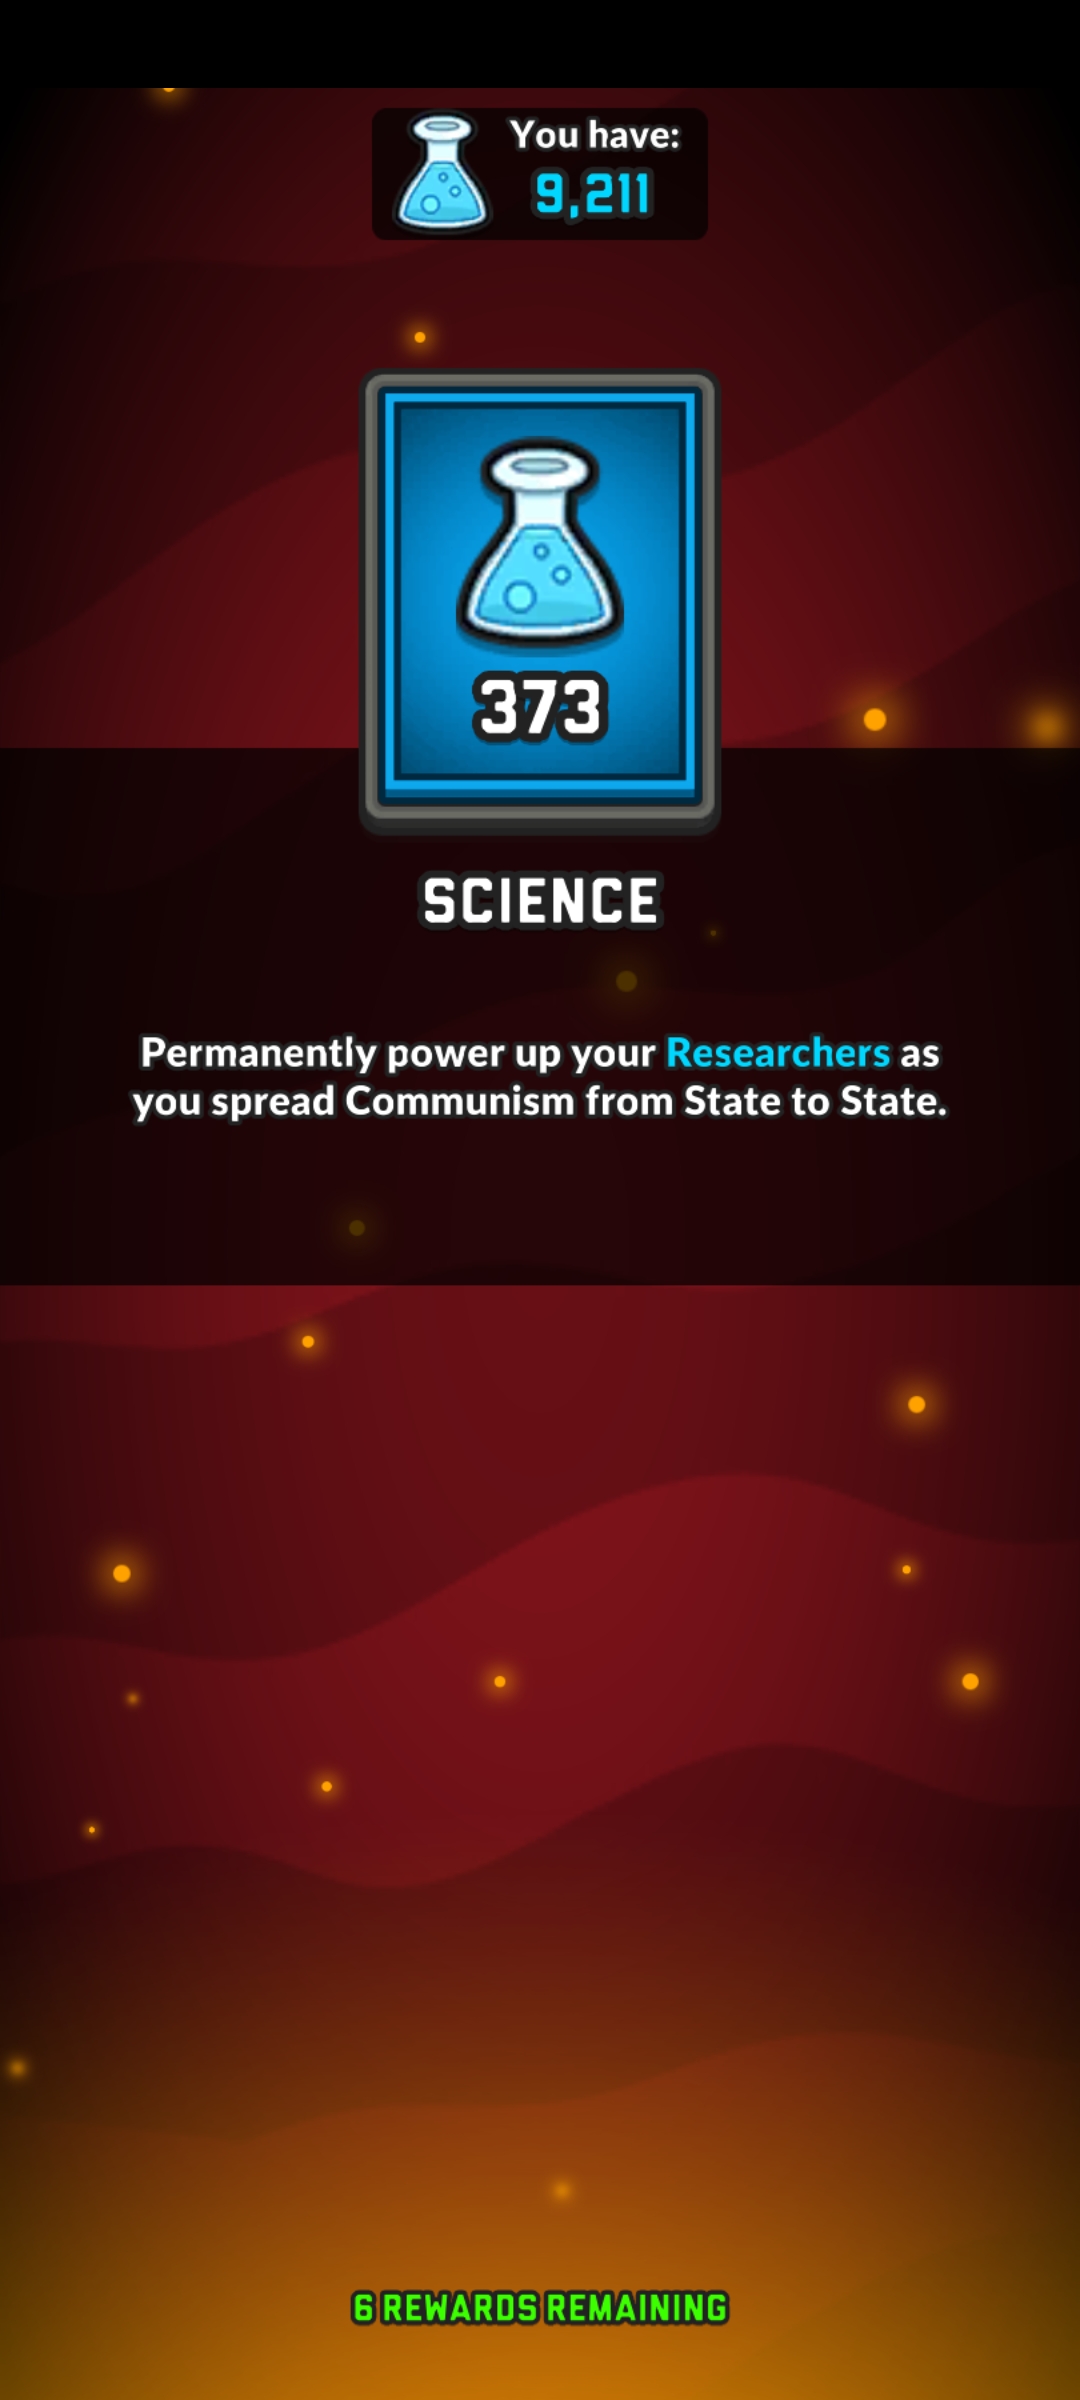 You have:
9,211
373
SCIENCE
Permanently power up your Researchers as
you spread Communism from State to State.
6 REWARDS REMAINING